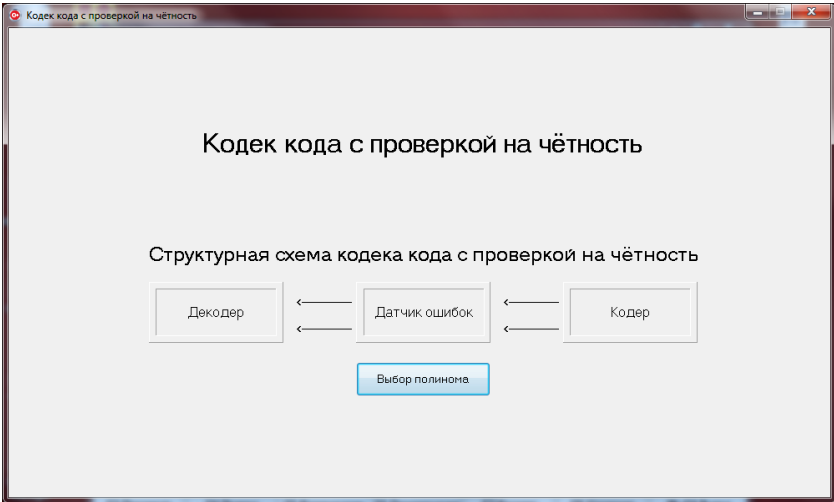 Кодек кода с проверкой на чётность
Кодек кода с проверкой на чётность
Структурная схема кодека кода с проверкой на чётность
Декодер
Датчик ошибок
Кодер
Выбор полинома